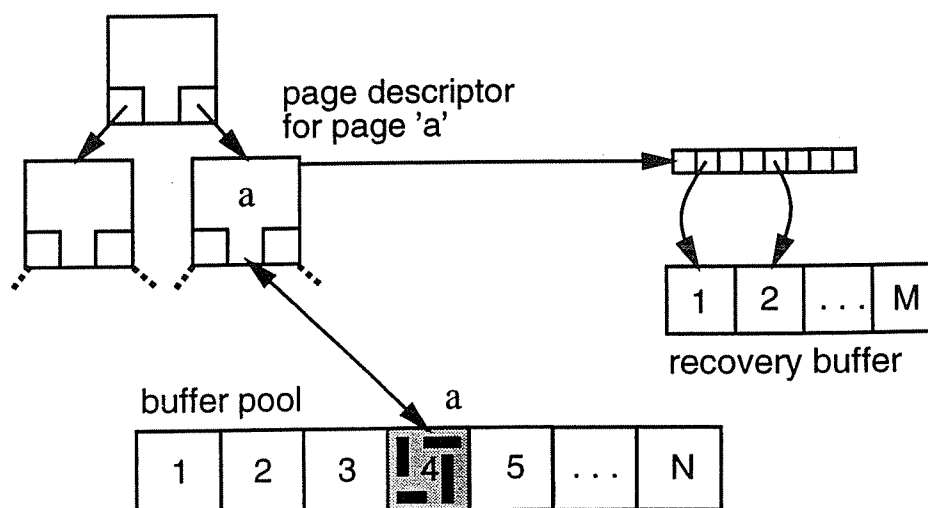 page descriptor
for page 'a'
a
1 2 . . . M
recovery buffer
buffer pool a
1 2 3 4 5 . . . N